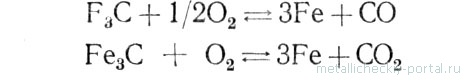 F₃C + 1/2O₂ ⇌ 3Fe + CO
Fe₃C + O₂ ⇌ 3Fe + CO₂
metallicheckiy-portal.ru